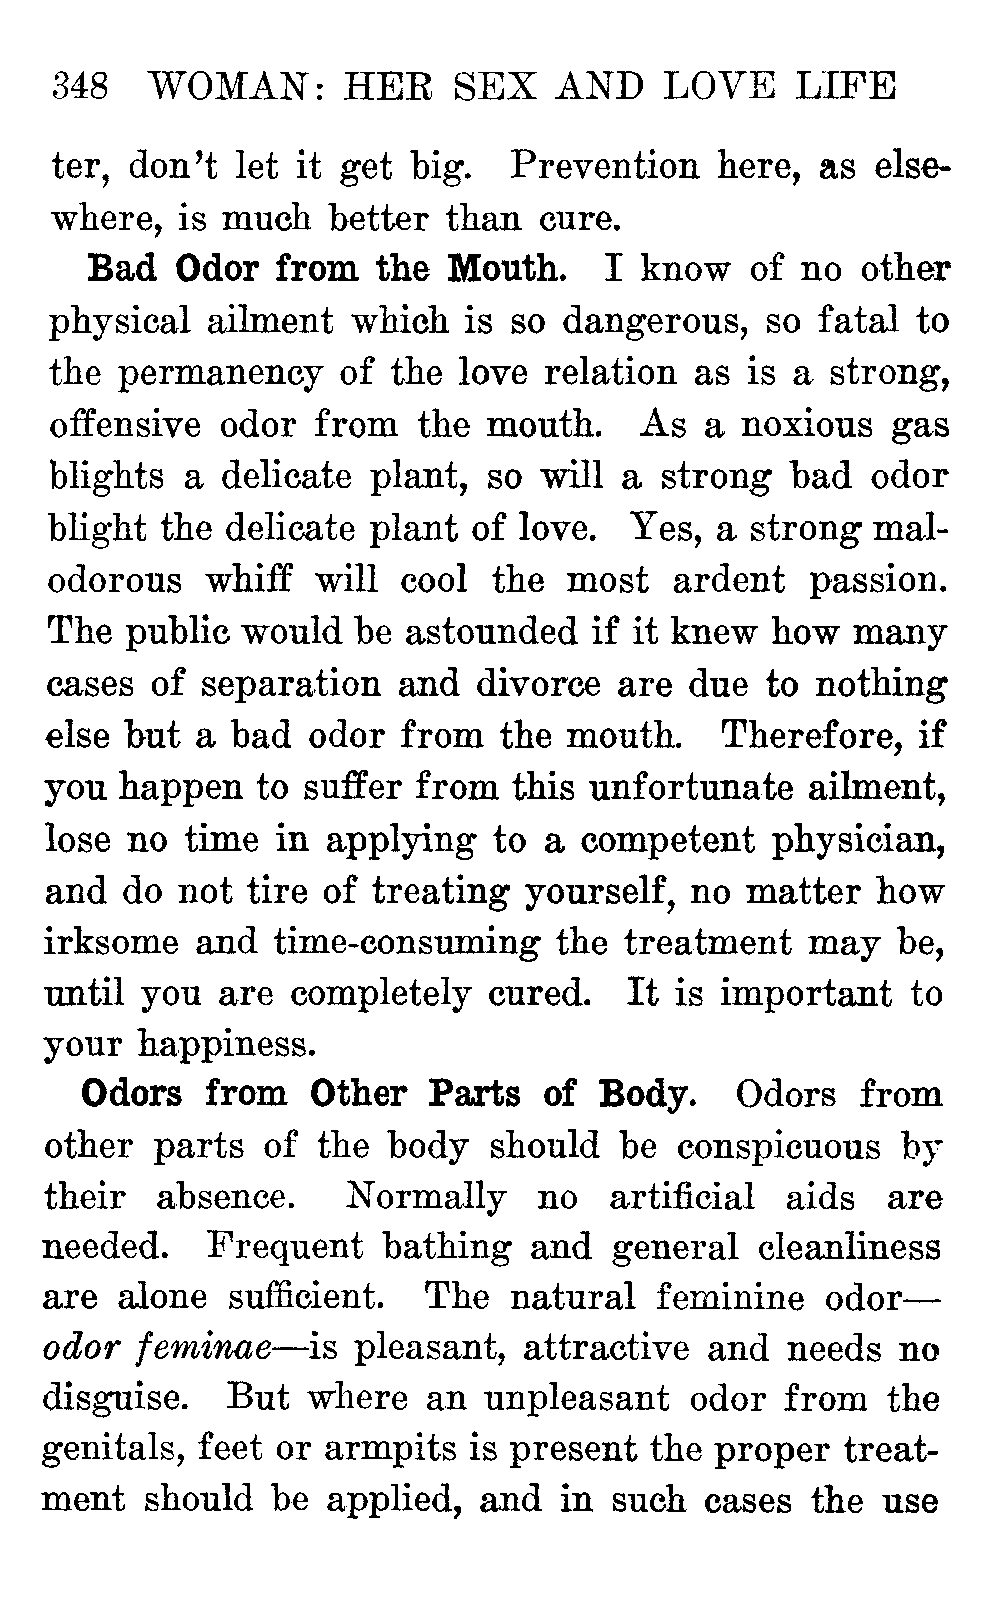 348 WOMAN: HER SEX AND LOVE LIFE
ter, don't let it get big. Prevention here, as else-
where, is much better than cure.
Bad Odor from the Mouth. I know of no other
physical ailment which is so dangerous, so fatal to
the permanency of the love relation as is a strong,
offensive odor from the mouth. As a noxious gas
blights a delicate plant, so will a strong bad odor
blight the delicate plant of love. Yes, a strong mal-
odorous whiff will cool the most ardent passion.
The public would be astounded if it knew how many
cases of separation and divorce are due to nothing
else but a bad odor from the mouth. Therefore, if
you happen to suffer from this unfortunate ailment,
lose no time in applying to a competent physician,
and do not tire of treating yourself, no matter how
irksome and time-consuming the treatment may be,
until you are completely cured. It is important to
your happiness.
Odors from Other Parts of Body. Odors from
other parts of the body should be conspicuous by
their absence. Normally no artificial aids are
needed. Frequent bathing and general cleanliness
are alone sufficient. The natural feminine odor—
odor feminae—is pleasant, attractive and needs no
disguise. But where an unpleasant odor from the
genitals, feet or armpits is present the proper treat-
ment should be applied, and in such cases the use